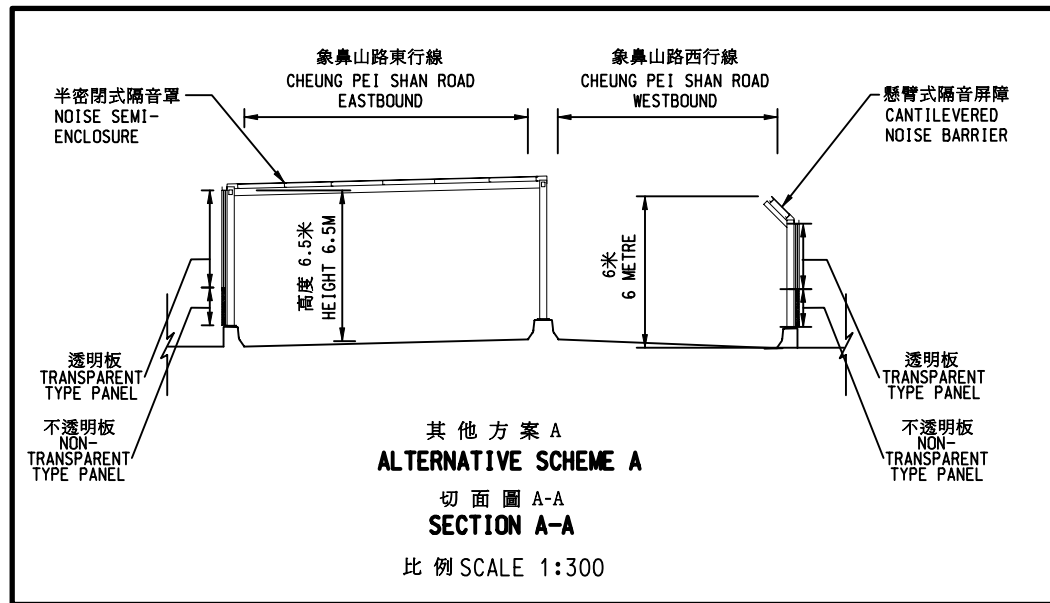 象鼻山路東行線
CHEUNG PEI SHAN ROAD
EASTBOUND
象鼻山路西行線
CHEUNG PEI SHAN ROAD
WESTBOUND
半密閉式隔音罩
NOISE SEMI-
ENCLOSURE
懸臂式隔音屏障
CANTILEVERED
NOISE BARRIER
高度 6.5米
HEIGHT 6.5M
6米
6 METRE
透明板
TRANSPARENT
TYPE PANEL
不透明板
NON-
TRANSPARENT
TYPE PANEL
透明板
TRANSPARENT
TYPE PANEL
不透明板
NON-
TRANSPARENT
TYPE PANEL
其他方案 A
ALTERNATIVE SCHEME A
切面圖 A-A
SECTION A-A
比例 SCALE 1:300